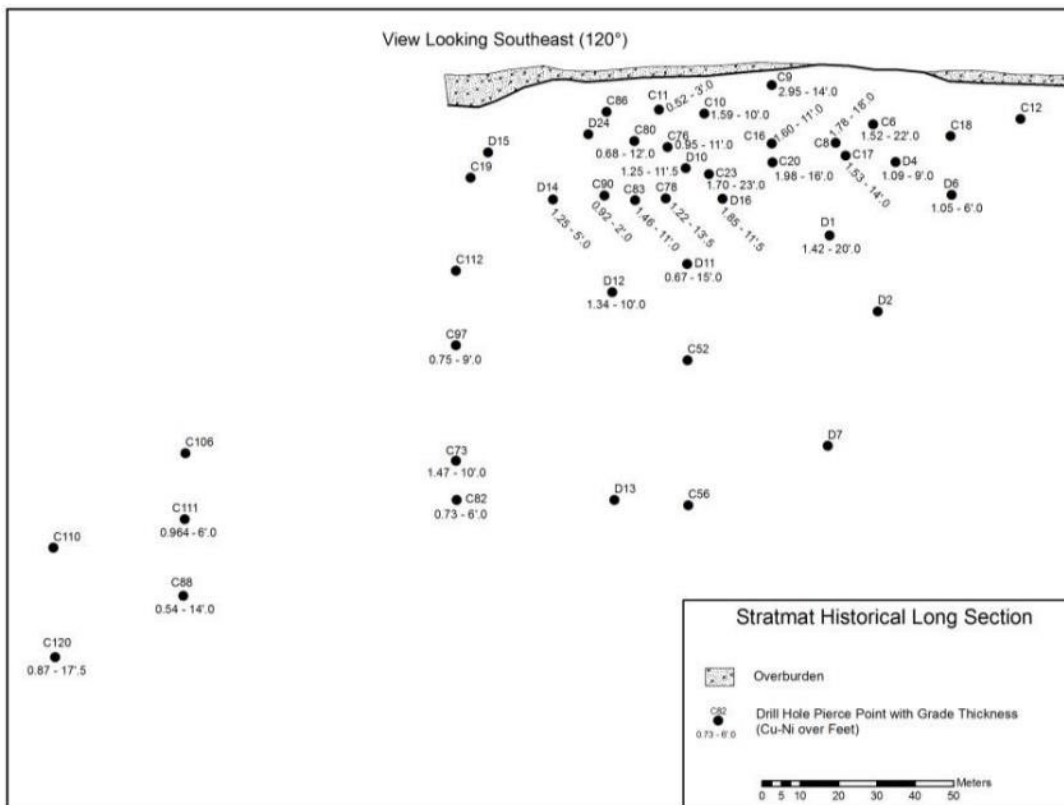 View Looking Southeast (120°)
C9
2.95 - 14'.0
C11
0.52 - 3'.0
C86
C10
1.59 - 10'.0
C12
C6
1.52 - 22'.0
C18
D24
C80
0.68 - 12'.0
C76
0.95 - 11'.0
C16
1.60 - 11'.0
C8
1.78 - 18'.0
C17
1.53 - 14'.0
D15
D10
1.25 - 11'.5
C20
1.98 - 16'.0
D4
1.09 - 9'.0
C19
C23
1.70 - 23'.0
D14
1.25 - 5'.0
C90
0.92 - 2'.0
C83
1.46 - 11'.0
C78
1.22 - 13'.5
D16
1.85 - 11'.5
D6
1.05 - 6'.0
D1
1.42 - 20'.0
C112
D11
0.67 - 15'.0
D12
1.34 - 10'.0
D2
C97
0.75 - 9'.0
C52
C106
C73
1.47 - 10'.0
D7
C82
0.73 - 6'.0
D13
C56
C111
0.964 - 6'.0
C110
C88
0.54 - 14'.0
C120
0.87 - 17'.5
Stratmat Historical Long Section
Overburden
C82
0.73 - 6'.0
Drill Hole Pierce Point with Grade Thickness
(Cu-Ni over Feet)
Meters
0 5 10 20 30 40 50